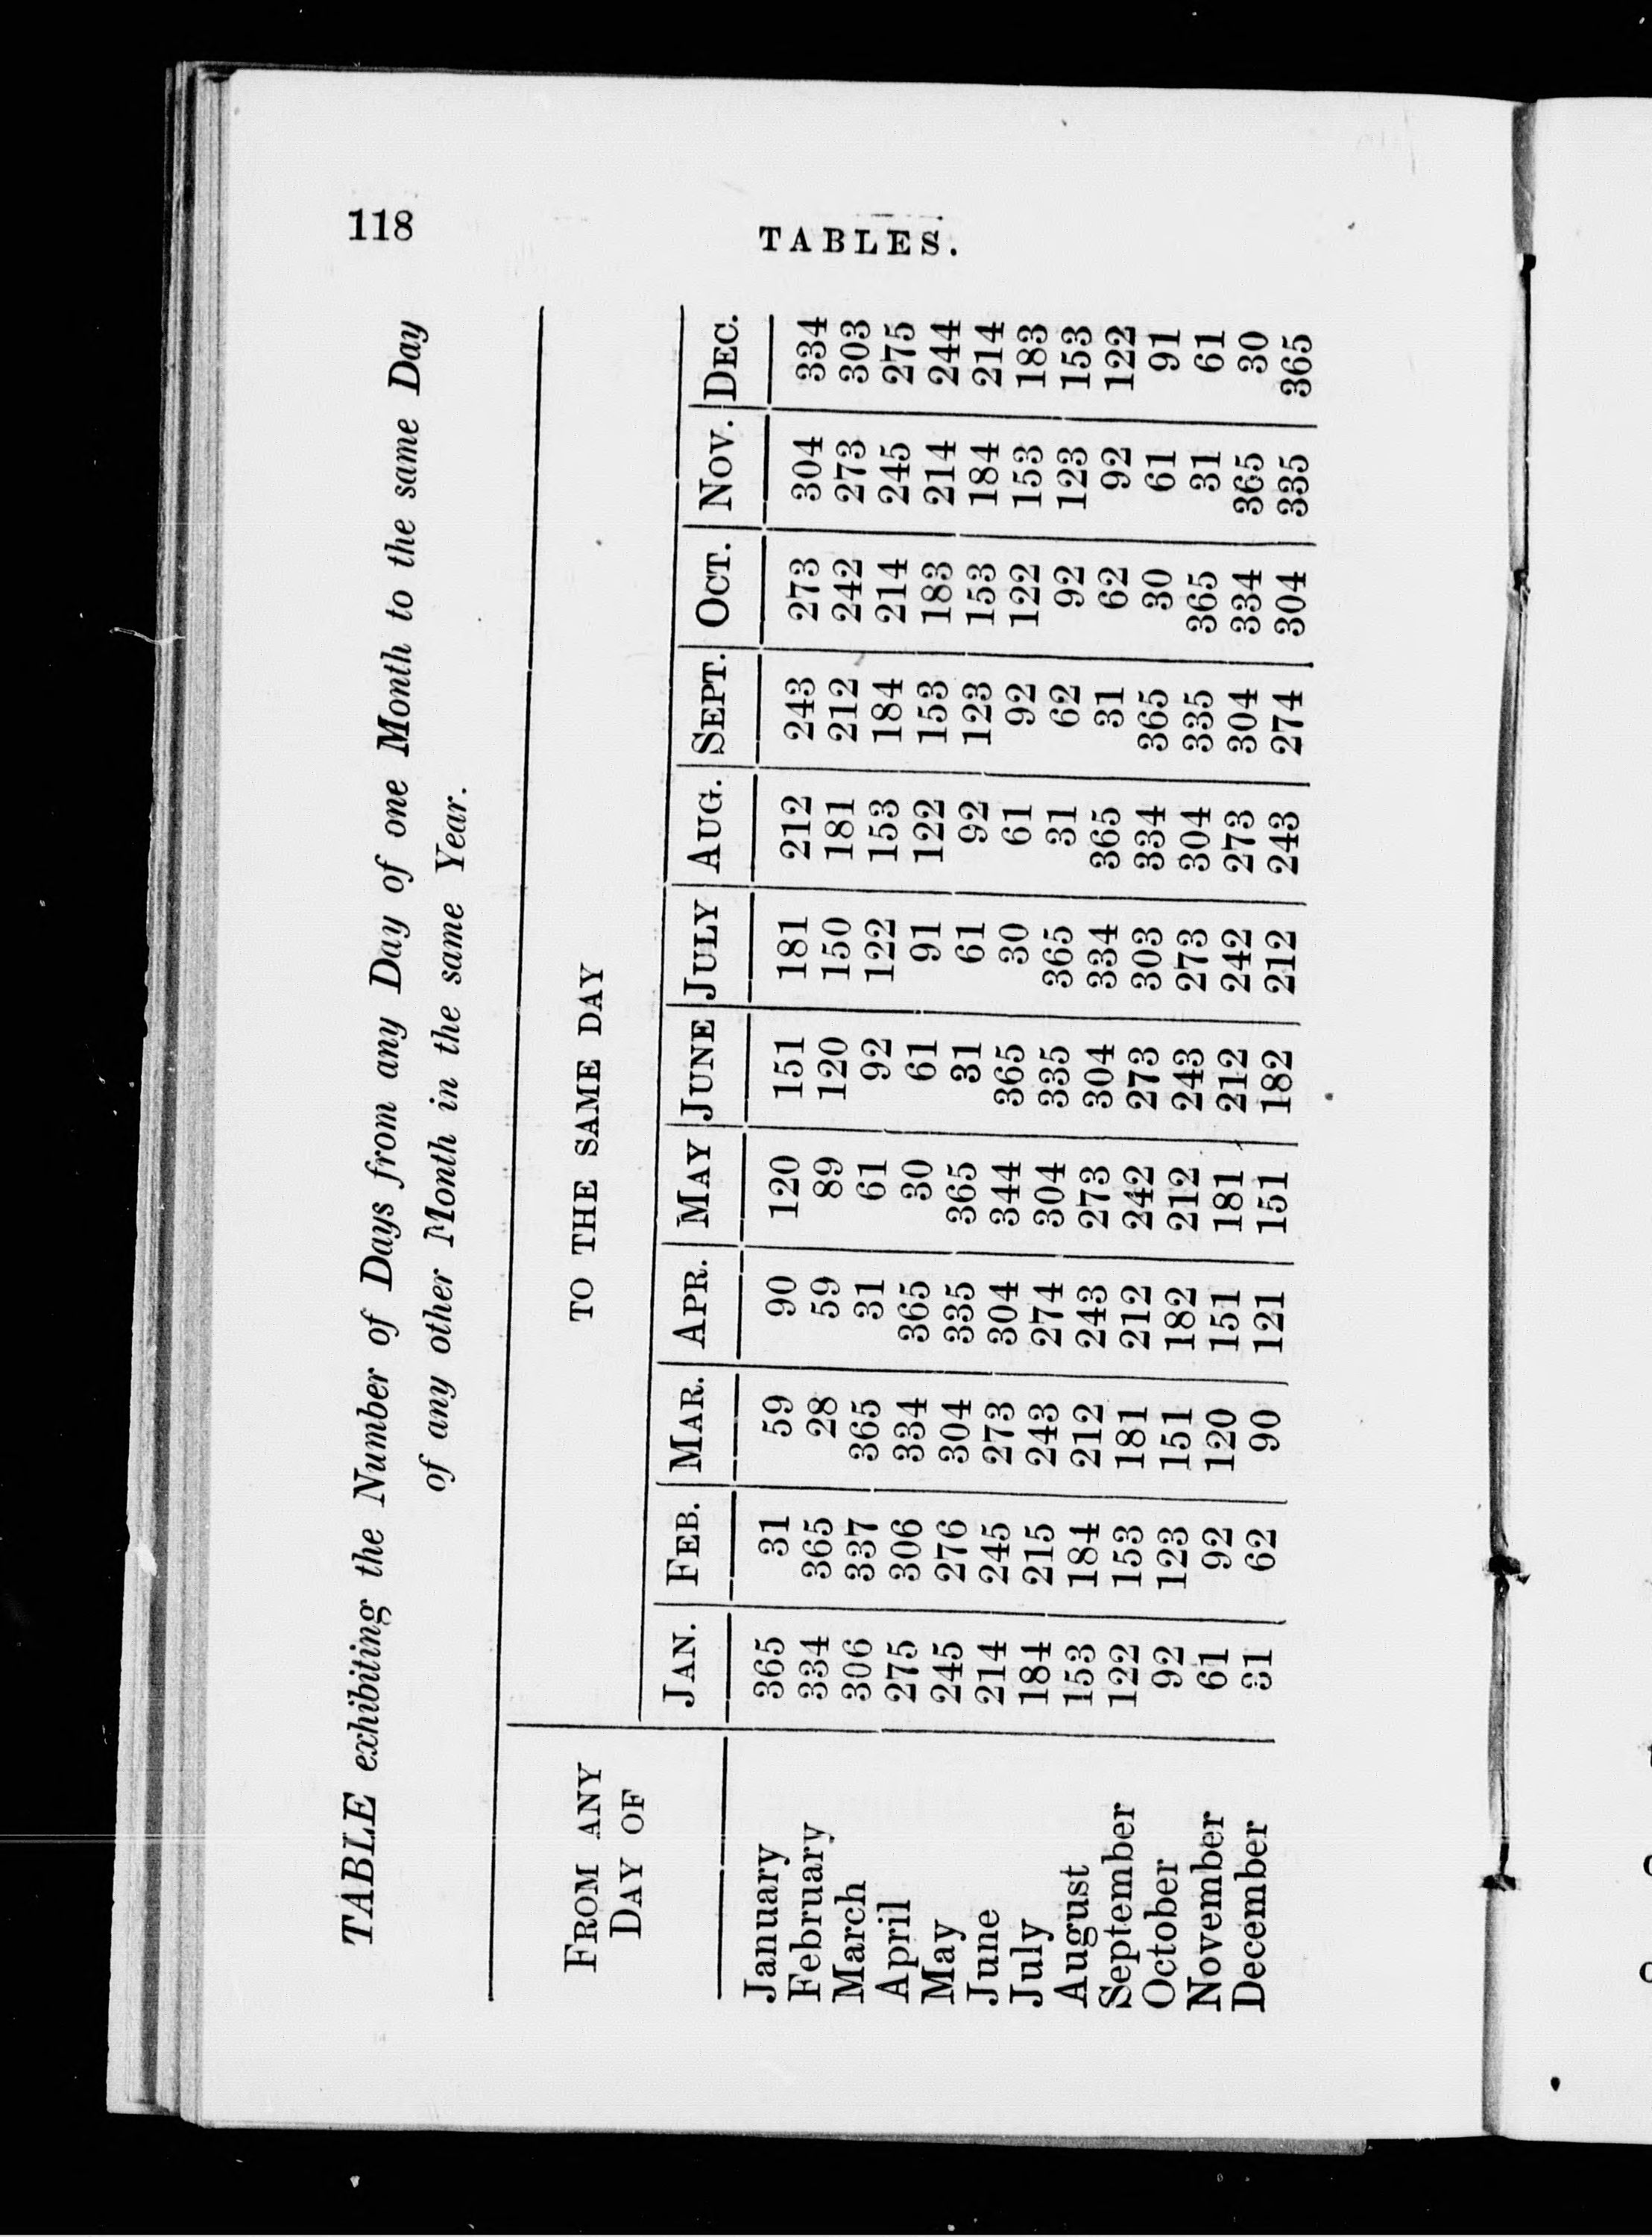 118
TABLES.
TABLE exhibiting the Number of Days from any Day of one Month to the same Day
of any other Month in the same Year.
FROM ANY DAY OF
TO THE SAME DAY
JAN. FEB. MAR. APR. MAY JUNE JULY AUG. SEPT. OCT. NOV. DEC.
January 365 31 59 90 120 151 181 212 243 273 304 334
February 334 365 28 59 89 120 150 181 212 242 273 303
March 306 337 365 31 61 92 122 153 184 214 245 275
April 275 306 334 365 30 61 91 122 153 183 214 244
May 245 276 304 335 365 31 61 92 123 153 184 214
June 214 245 273 304 344 365 30 61 92 122 153 183
July 184 215 243 274 304 335 365 31 62 92 123 153
August 153 184 212 243 273 304 334 365 31 62 92 122
September 122 153 181 212 242 273 303 334 365 30 61 91
October 92 123 151 182 212 243 273 304 335 365 31 61
November 61 92 120 151 181 212 242 273 304 334 365 30
December 31 62 90 121 151 182 212 243 274 304 335 365